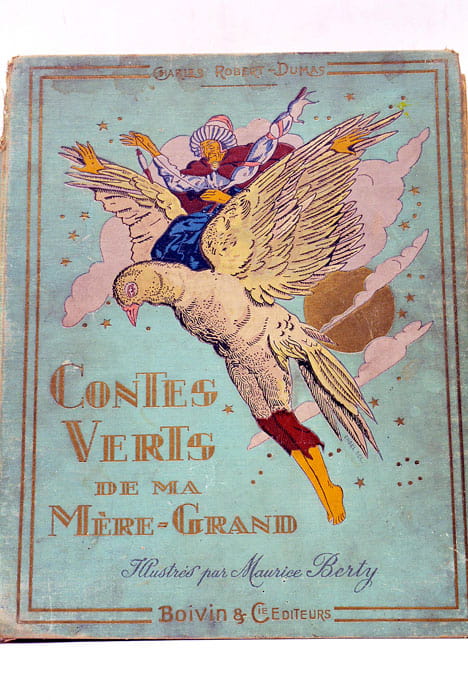 CHARLES ROBERT-DUMAS
CONTES
VERTS
DE MA
MÈRE-GRAND
Illustrés par Maurice Berty
BOIVIN & CIE EDITEURS